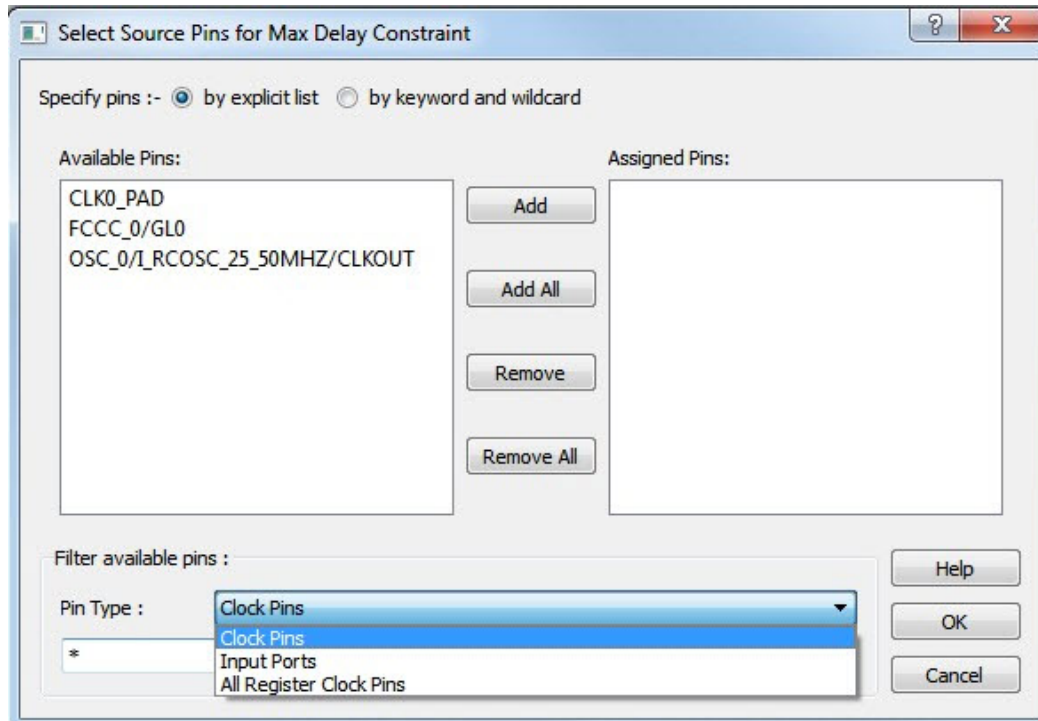 Select Source Pins for Max Delay Constraint
?
X
Specify pins :- by explicit list by keyword and wildcard
Available Pins:
Assigned Pins:
CLK0_PAD
FCCC_0/GL0
OSC_0/I_RCOSC_25_50MHZ/CLKOUT
Add
Add All
Remove
Remove All
Filter available pins :
Pin Type :
Clock Pins
Clock Pins
Input Ports
All Register Clock Pins
*
Help
OK
Cancel